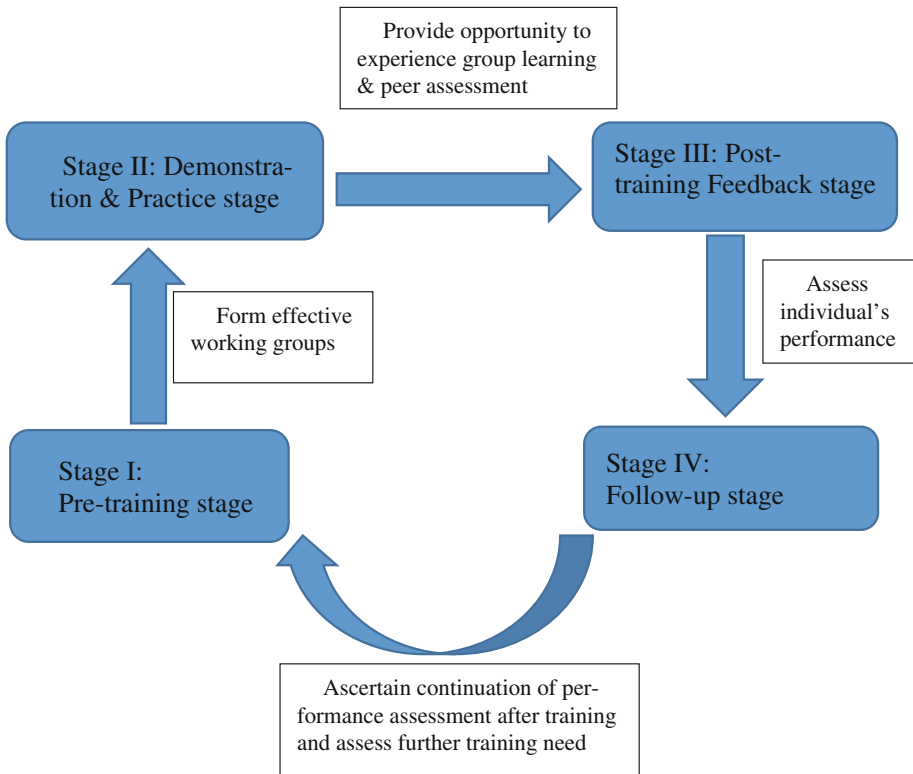 Provide opportunity to
experience group learning
& peer assessment
Stage II: Demonstra-
tion & Practice stage
Stage III: Post-
training Feedback stage
Form effective
working groups
Assess
individual’s
performance
Stage I:
Pre-training stage
Stage IV:
Follow-up stage
Ascertain continuation of per-
formance assessment after training
and assess further training need